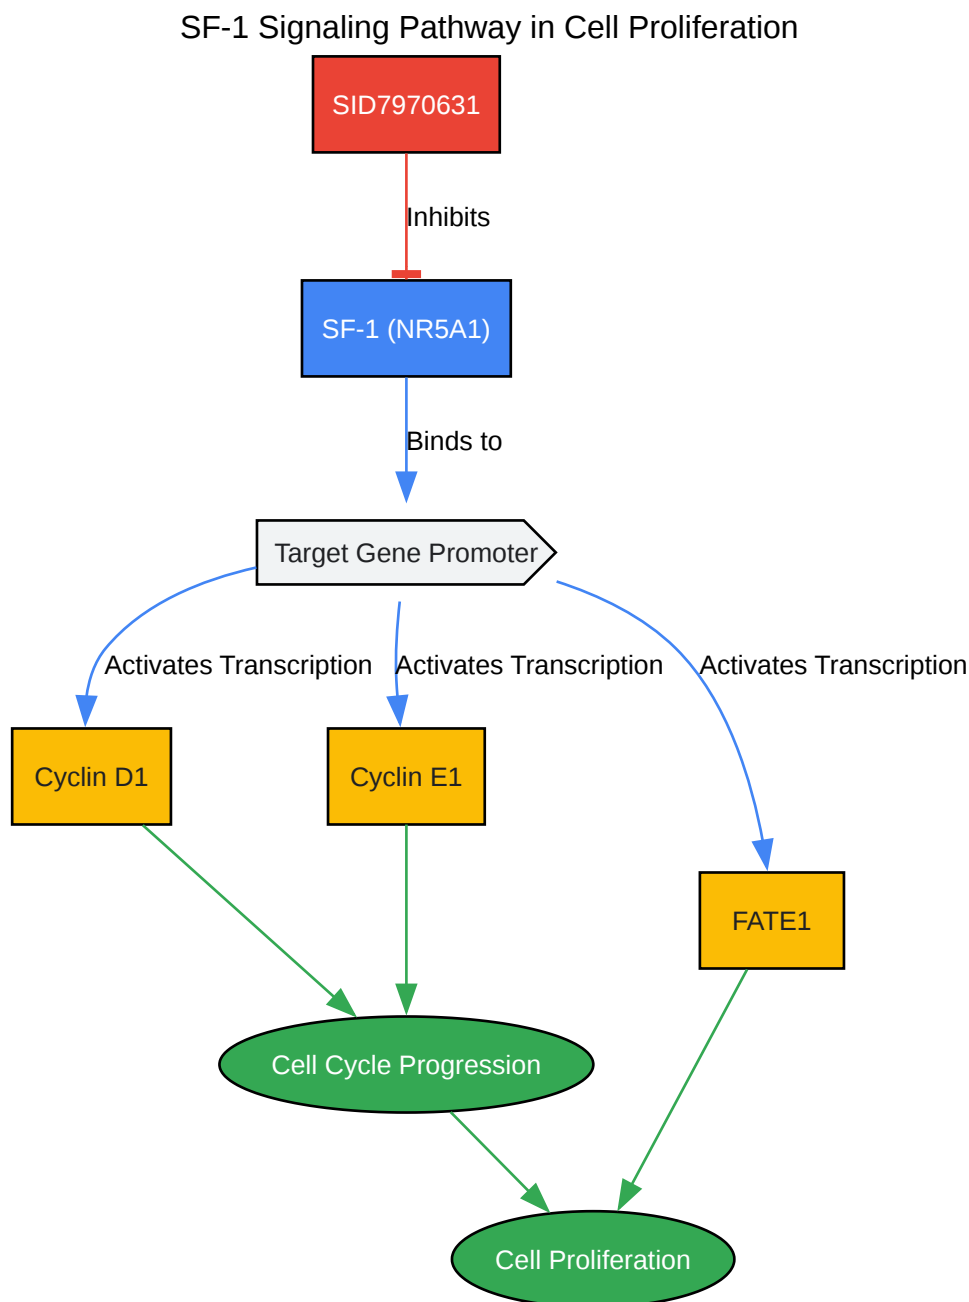 SF-1 Signaling Pathway in Cell Proliferation
SID7970631
Inhibits
SF-1 (NR5A1)
Binds to
Target Gene Promoter
Activates Transcription
Activates Transcription
Activates Transcription
Cyclin D1
Cyclin E1
FATE1
Cell Cycle Progression
Cell Proliferation